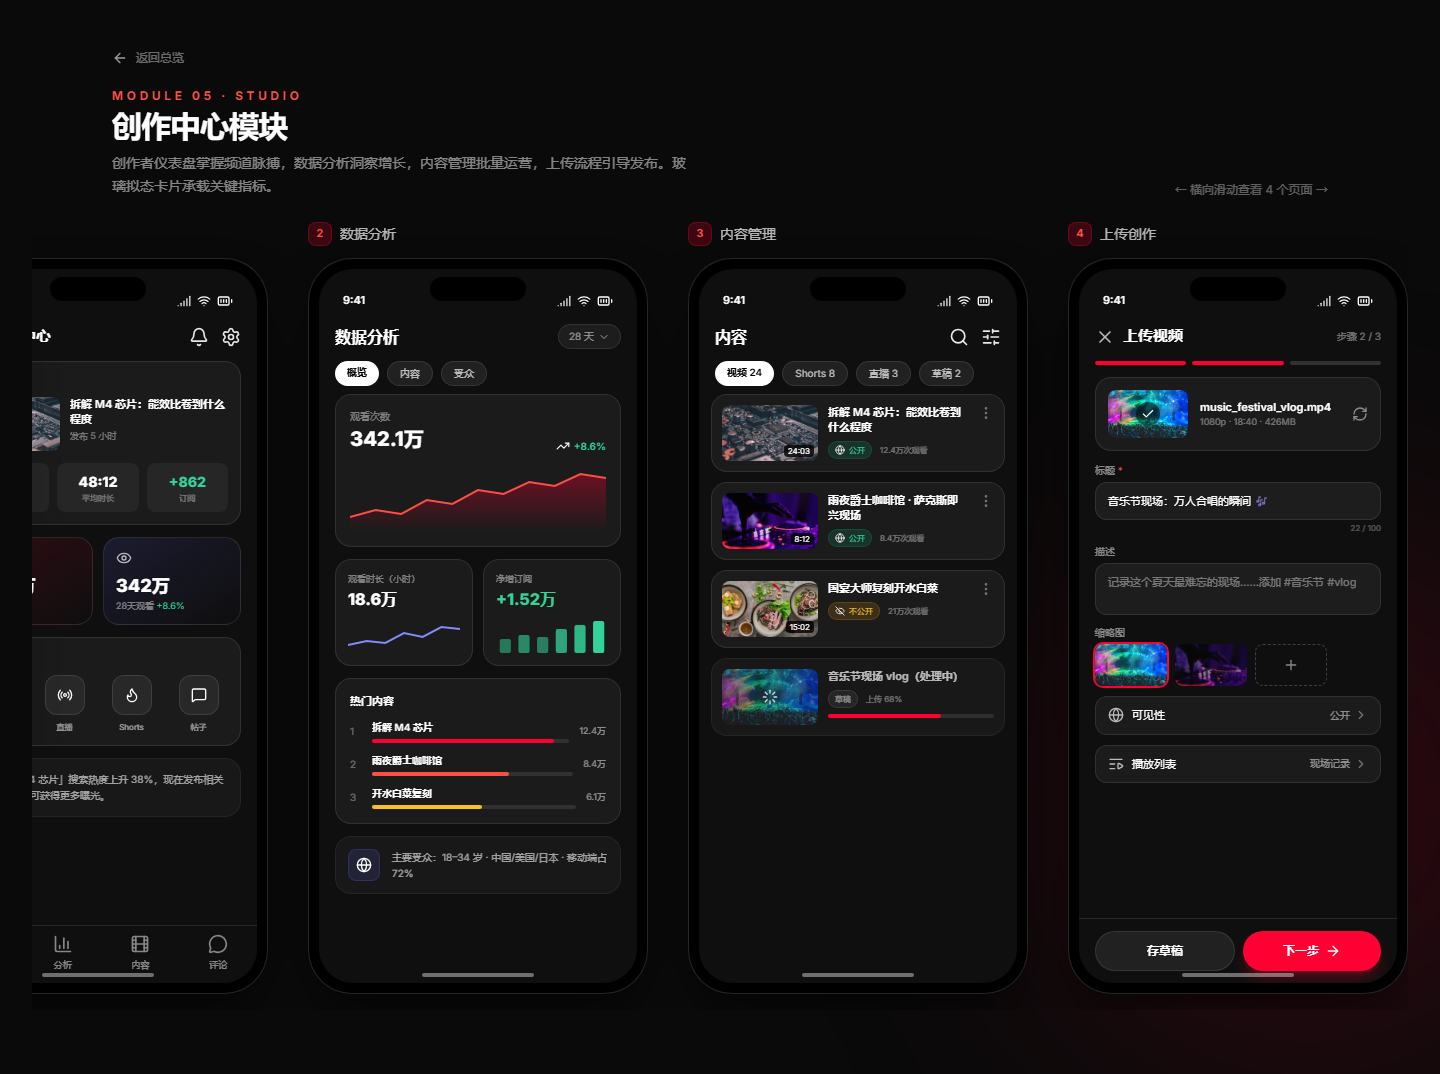 返回总览
MODULE 05 · STUDIO
创作中心模块
创作者仪表盘掌握频道脉搏，数据分析洞察增长，内容管理批量运营，上传流程引导发布。玻
璃拟态卡片承载关键指标。
← 横向滑动查看 4 个页面 →
心
拆解 M4 芯片：能效比卷到什么
程度
发布 5 小时
48:12
平均时长
+862
订阅
342万
28天观看 +8.6%
直播
Shorts
帖子
芯片」搜索热度上升 38%，现在发布相关
可获得更多曝光。
分析
内容
评论
2
数据分析
9:41
数据分析
28 天
概览
内容
受众
观看次数
342.1万
+8.6%
观看时长（小时）
18.6万
净增订阅
+1.52万
热门内容
1
拆解 M4 芯片
12.4万
2
雨夜爵士咖啡馆
8.4万
3
开水白菜复刻
6.1万
主要受众：18–34 岁 · 中国/美国/日本 · 移动端占
72%
3
内容管理
9:41
内容
视频 24
Shorts 8
直播 3
草稿 2
24:03
拆解 M4 芯片：能效比卷到
什么程度
公开
12.4万次观看
8:12
雨夜爵士咖啡馆 · 萨克斯即
兴现场
公开
8.4万次观看
15:02
国宴大师复刻开水白菜
不公开
21万次观看
音乐节现场 vlog（处理中）
草稿
上传 68%
4
上传创作
9:41
上传视频
步骤 2 / 3
music_festival_vlog.mp4
1080p · 18:40 · 426MB
标题 *
音乐节现场：万人合唱的瞬间 🎶
22 / 100
描述
记录这个夏天最难忘的现场……添加 #音乐节 #vlog
缩略图
可见性
公开
播放列表
现场记录
存草稿
下一步 →